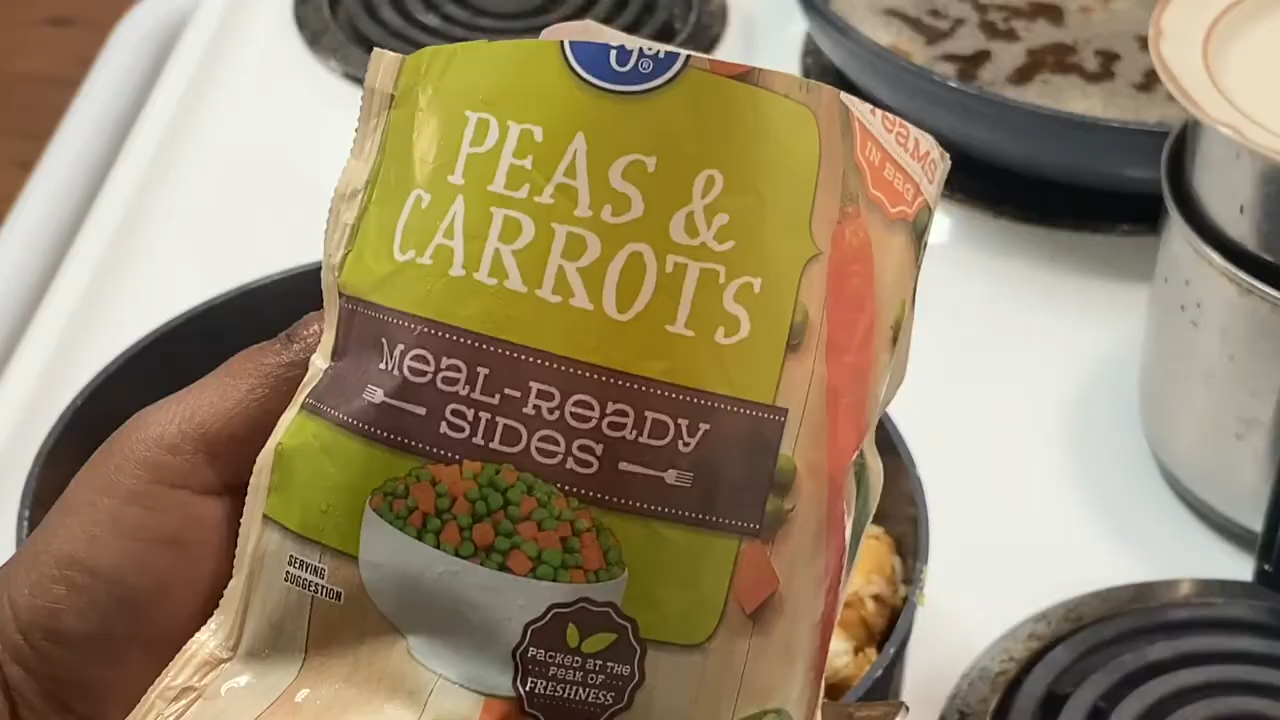 PEAS &
CARROTS
MEAL-READY
SIDES
IN BAG
SERVING
SUGGESTION
PACKED AT THE
PEAK OF
FRESHNESS
®